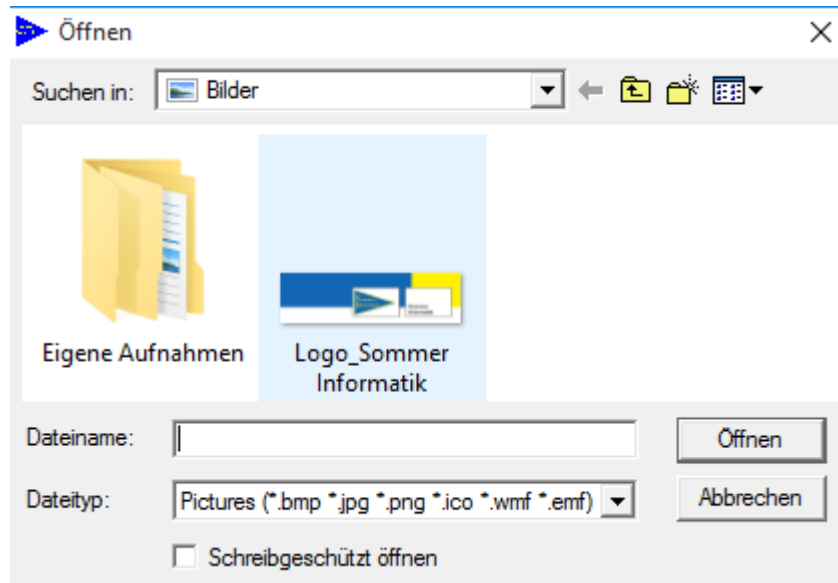 Öffnen
Suchen in: Bilder
Eigene Aufnahmen
Logo_Sommer
Informatik
Dateiname:
Öffnen
Dateityp: Pictures (*.bmp *.jpg *.png *.ico *.wmf *.emf)
Abbrechen
Schreibgeschützt öffnen